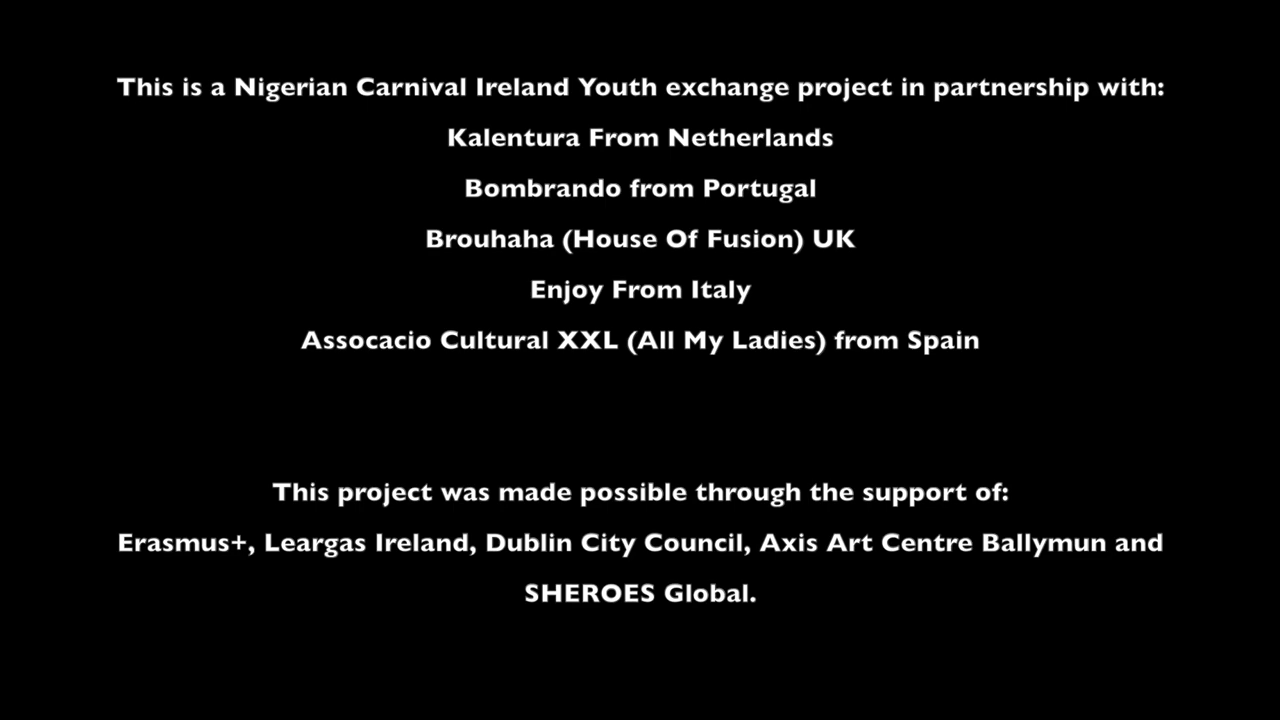 This is a Nigerian Carnival Ireland Youth exchange project in partnership with:
Kalentura From Netherlands
Bombrando from Portugal
Brouhaha (House Of Fusion) UK
Enjoy From Italy
Assocacio Cultural XXL (All My Ladies) from Spain
This project was made possible through the support of:
Erasmus+, Leargas Ireland, Dublin City Council, Axis Art Centre Ballymun and
SHEROES Global.